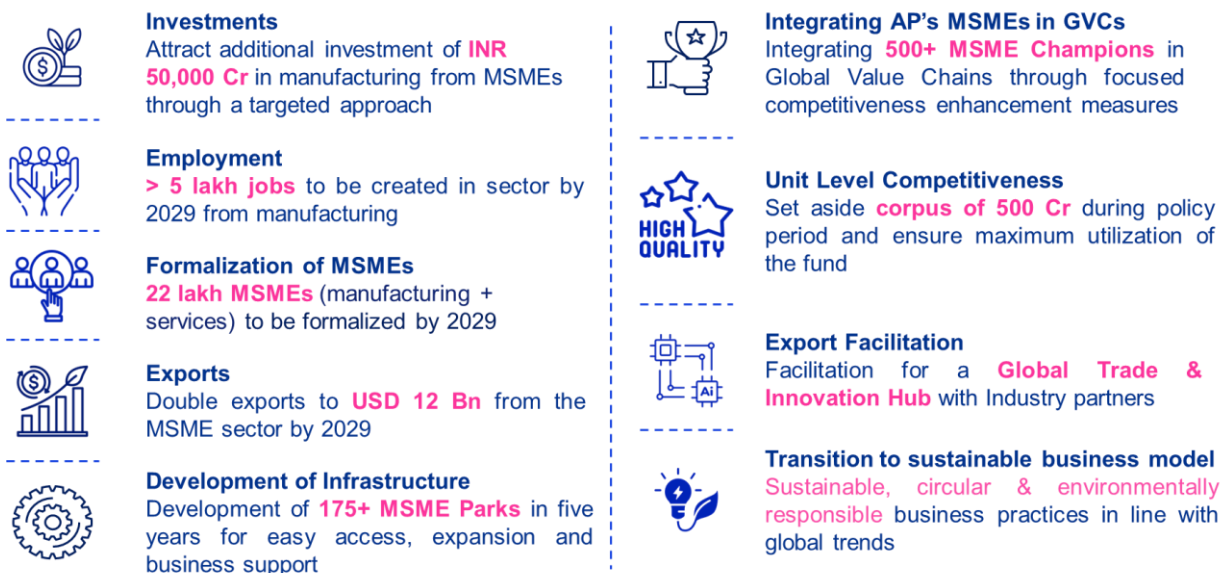 Investments
Attract additional investment of INR
50,000 Cr in manufacturing from MSMEs
through a targeted approach
Employment
> 5 lakh jobs to be created in sector by
2029 from manufacturing
Formalization of MSMEs
22 lakh MSMEs (manufacturing +
services) to be formalized by 2029
Exports
Double exports to USD 12 Bn from the
MSME sector by 2029
Development of Infrastructure
Development of 175+ MSME Parks in five
years for easy access, expansion and
business support
Integrating AP's MSMEs in GVCs
Integrating 500+ MSME Champions in
Global Value Chains through focused
competitiveness enhancement measures
HIGH
QUALITY
Unit Level Competitiveness
Set aside corpus of 500 Cr during policy
period and ensure maximum utilization of
the fund
Ai
Export Facilitation
Facilitation for a Global Trade &
Innovation Hub with Industry partners
Transition to sustainable business model
Sustainable, circular & environmentally
responsible business practices in line with
global trends